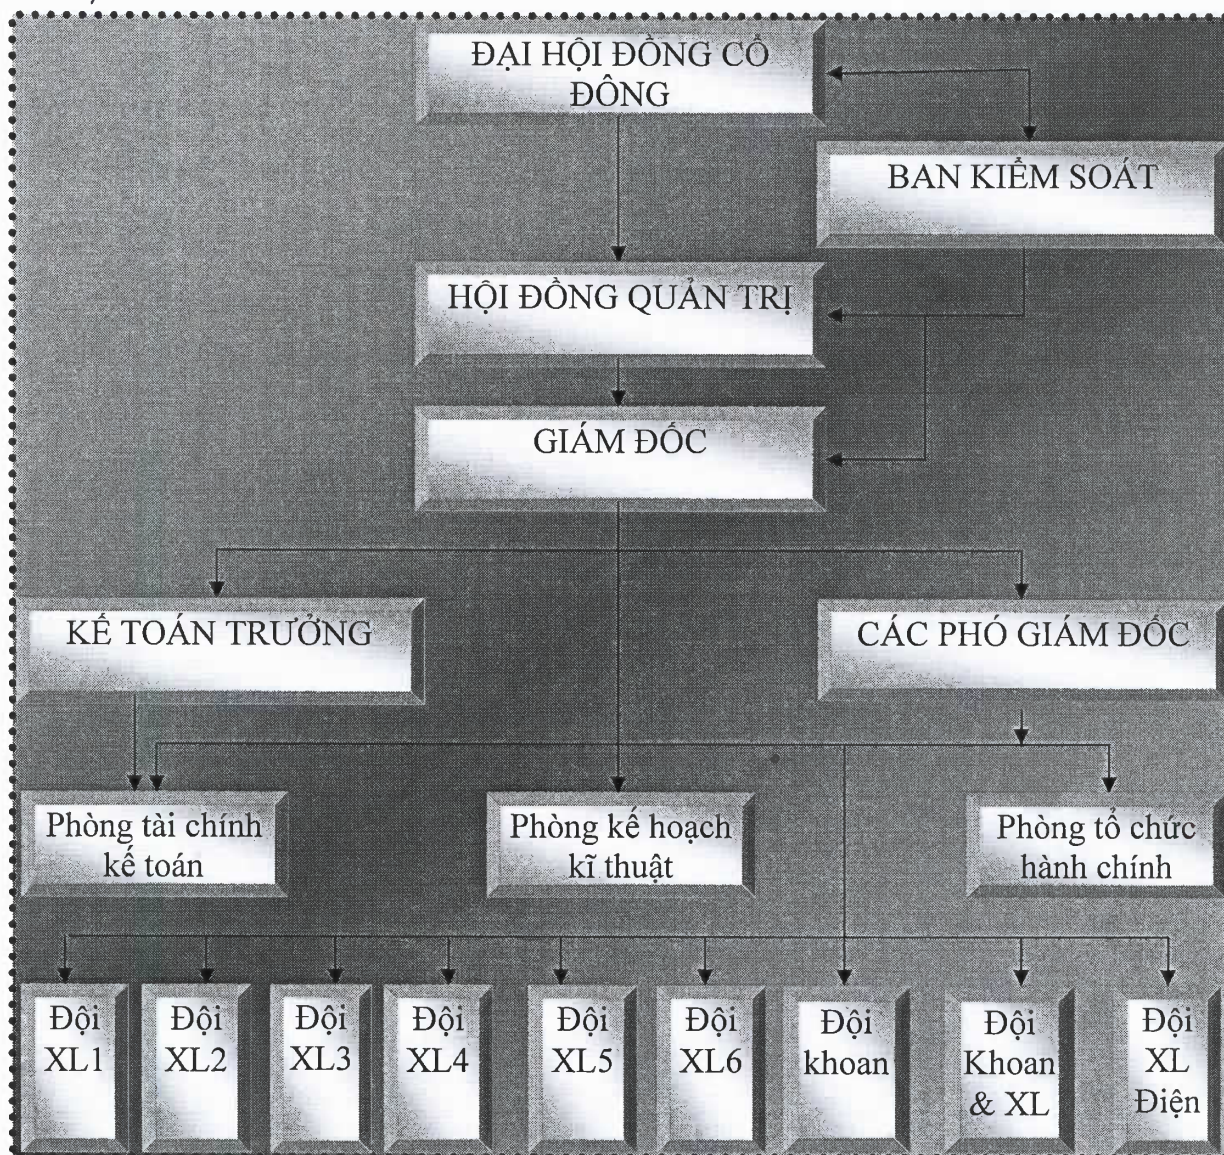 ĐẠI HỘI ĐỒNG CỔ
ĐÔNG
BAN KIỂM SOÁT
HỘI ĐỒNG QUẢN TRỊ
GIÁM ĐỐC
KẾ TOÁN TRƯỞNG
CÁC PHÓ GIÁM ĐỐC
Phòng tài chính
kế toán
Phòng kế hoạch
kĩ thuật
Phòng tổ chức
hành chính
Đội
XL1
Đội
XL2
Đội
XL3
Đội
XL4
Đội
XL5
Đội
XL6
Đội
khoan
Đội
Khoan
& XL
Đội
XL
Điện